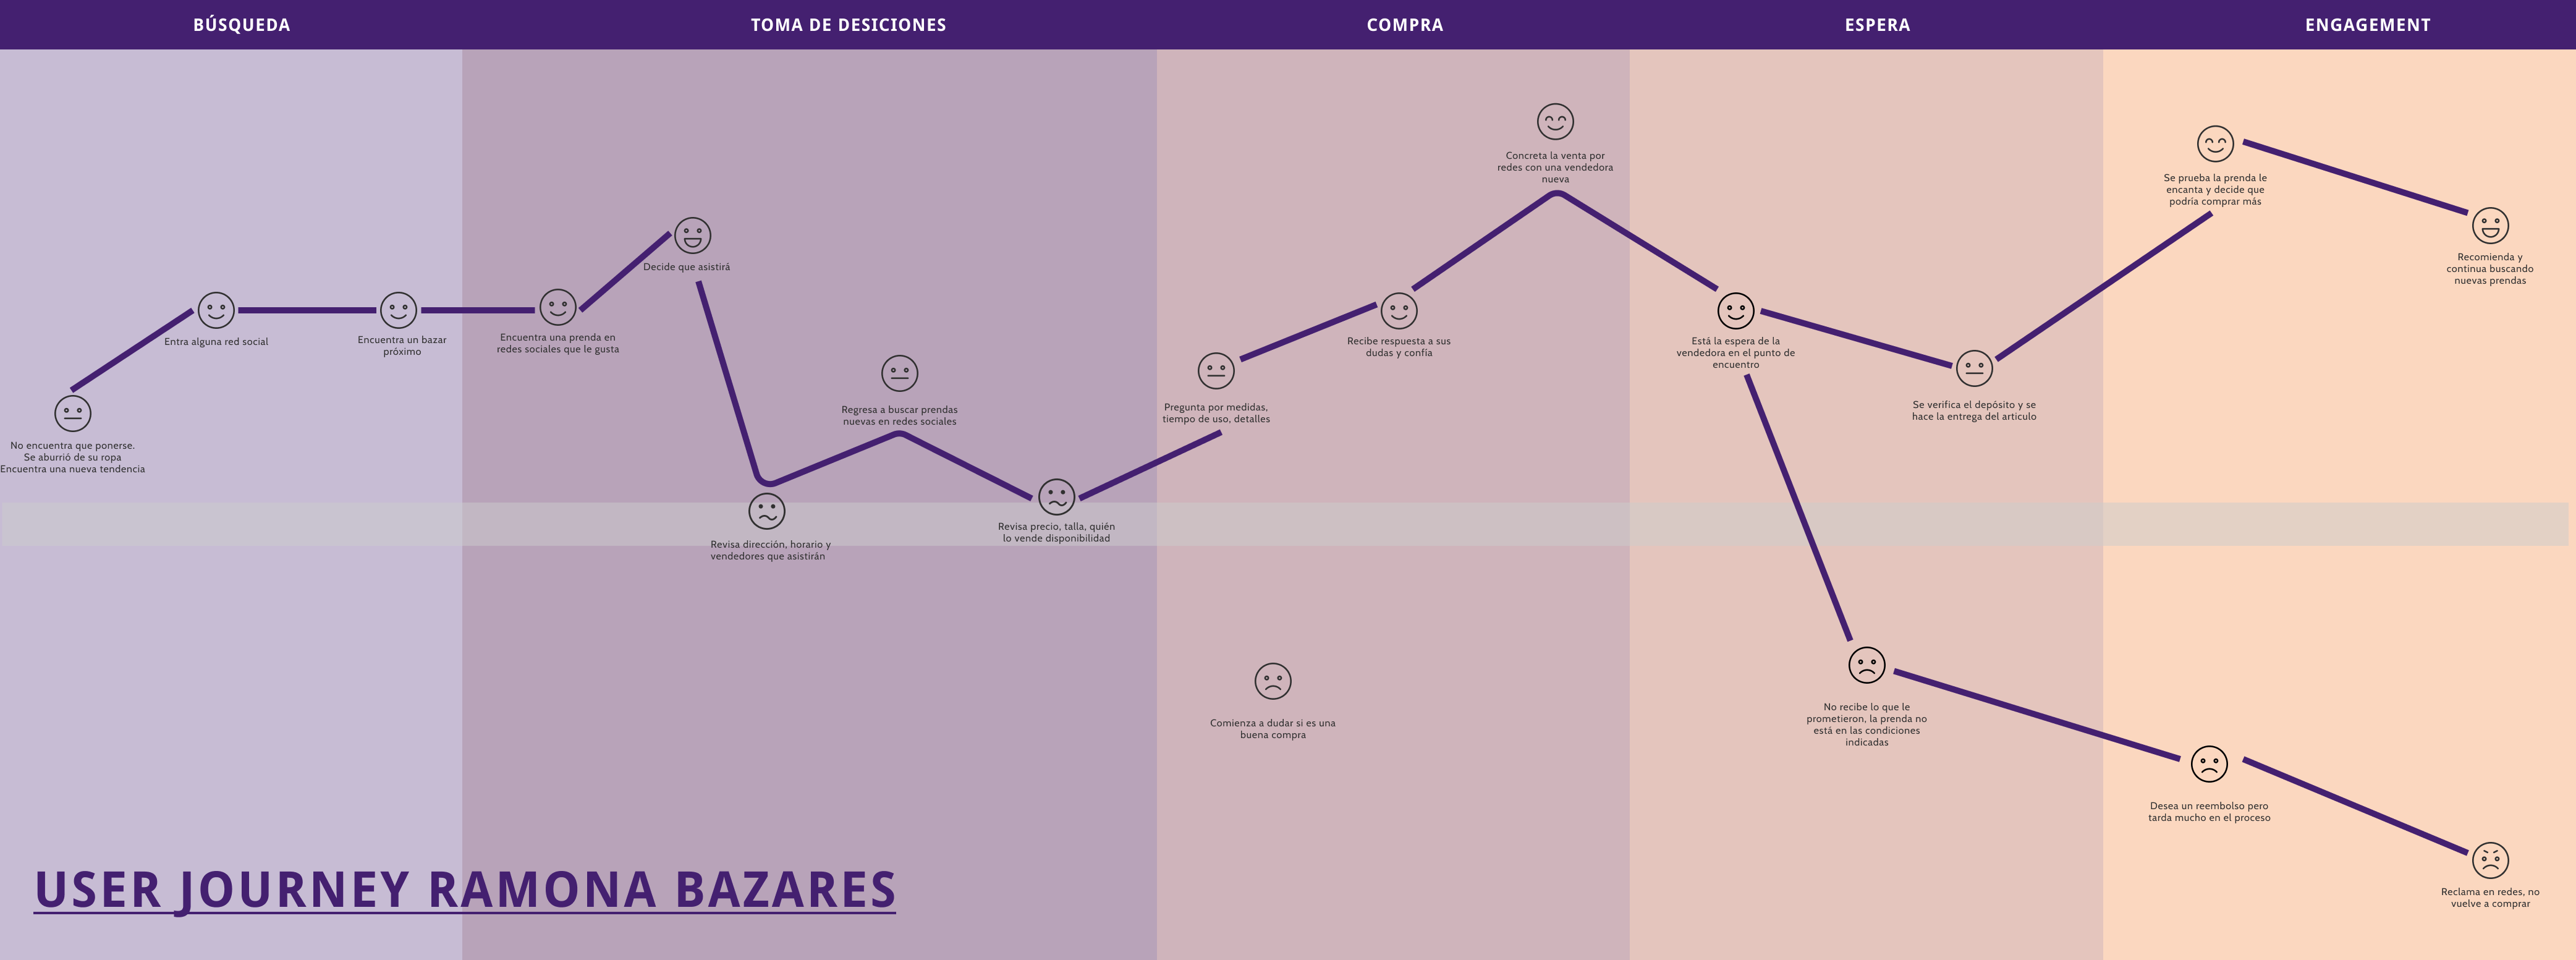 BÚSQUEDA
TOMA DE DESICIONES
COMPRA
ESPERA
ENGAGEMENT
No encuentra que ponerse.
Se aburrió de su ropa
Encuentra una nueva tendencia
Entra alguna red social
Encuentra un bazar
próximo
Encuentra una prenda en
redes sociales que le gusta
Decide que asistirá
Revisa dirección, horario y
vendedores que asistirán
Regresa a buscar prendas
nuevas en redes sociales
Revisa precio, talla, quién
lo vende disponibilidad
Pregunta por medidas,
tiempo de uso, detalles
Comienza a dudar si es una
buena compra
Recibe respuesta a sus
dudas y confía
Concreta la venta por
redes con una vendedora
nueva
Está la espera de la
vendedora en el punto de
encuentro
No recibe lo que le
prometieron, la prenda no
está en las condiciones
indicadas
Se verifica el depósito y se
hace la entrega del articulo
Se prueba la prenda le
encanta y decide que
podría comprar más
Recomienda y
continua buscando
nuevas prendas
Desea un reembolso pero
tarda mucho en el proceso
Reclama en redes, no
vuelve a comprar
USER JOURNEY RAMONA BAZARES